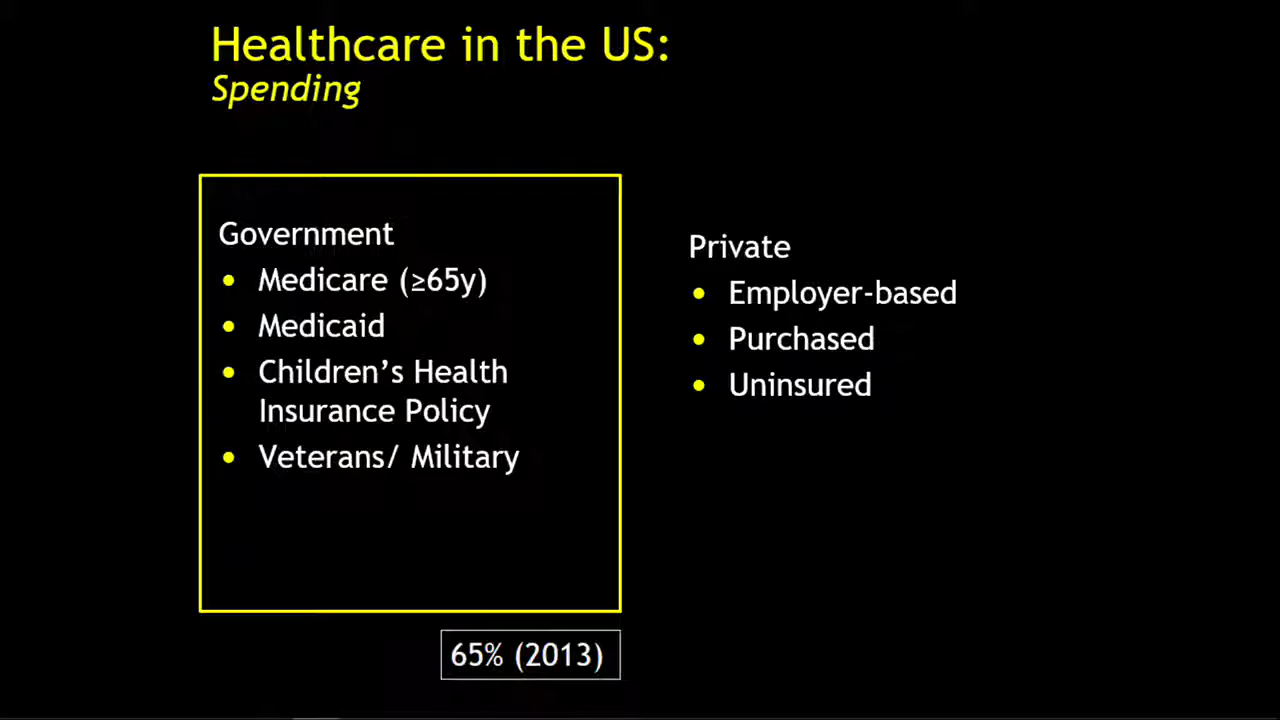 Healthcare in the US:
Spending
Government
• Medicare (≥65y)
• Medicaid
• Children’s Health
Insurance Policy
• Veterans/ Military
Private
• Employer-based
• Purchased
• Uninsured
65% (2013)